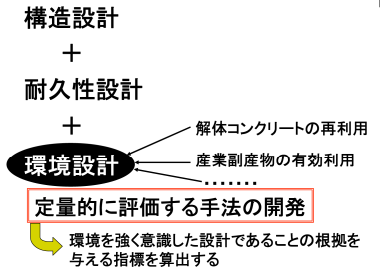 構造設計
＋
耐久性設計
＋
環境設計
解体コンクリートの再利用
産業副産物の有効利用
･･･････
定量的に評価する手法の開発
環境を強く意識した設計であることの根拠を
与える指標を算出する